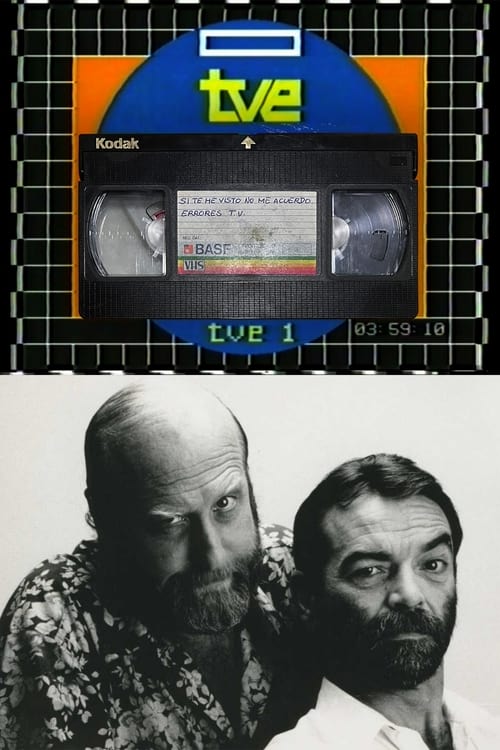 tve
Kodak
SI TE HE VISTO NO ME ACUERDO
ERRORES T.V.
BASF
VHS
tve 1
03:59:10